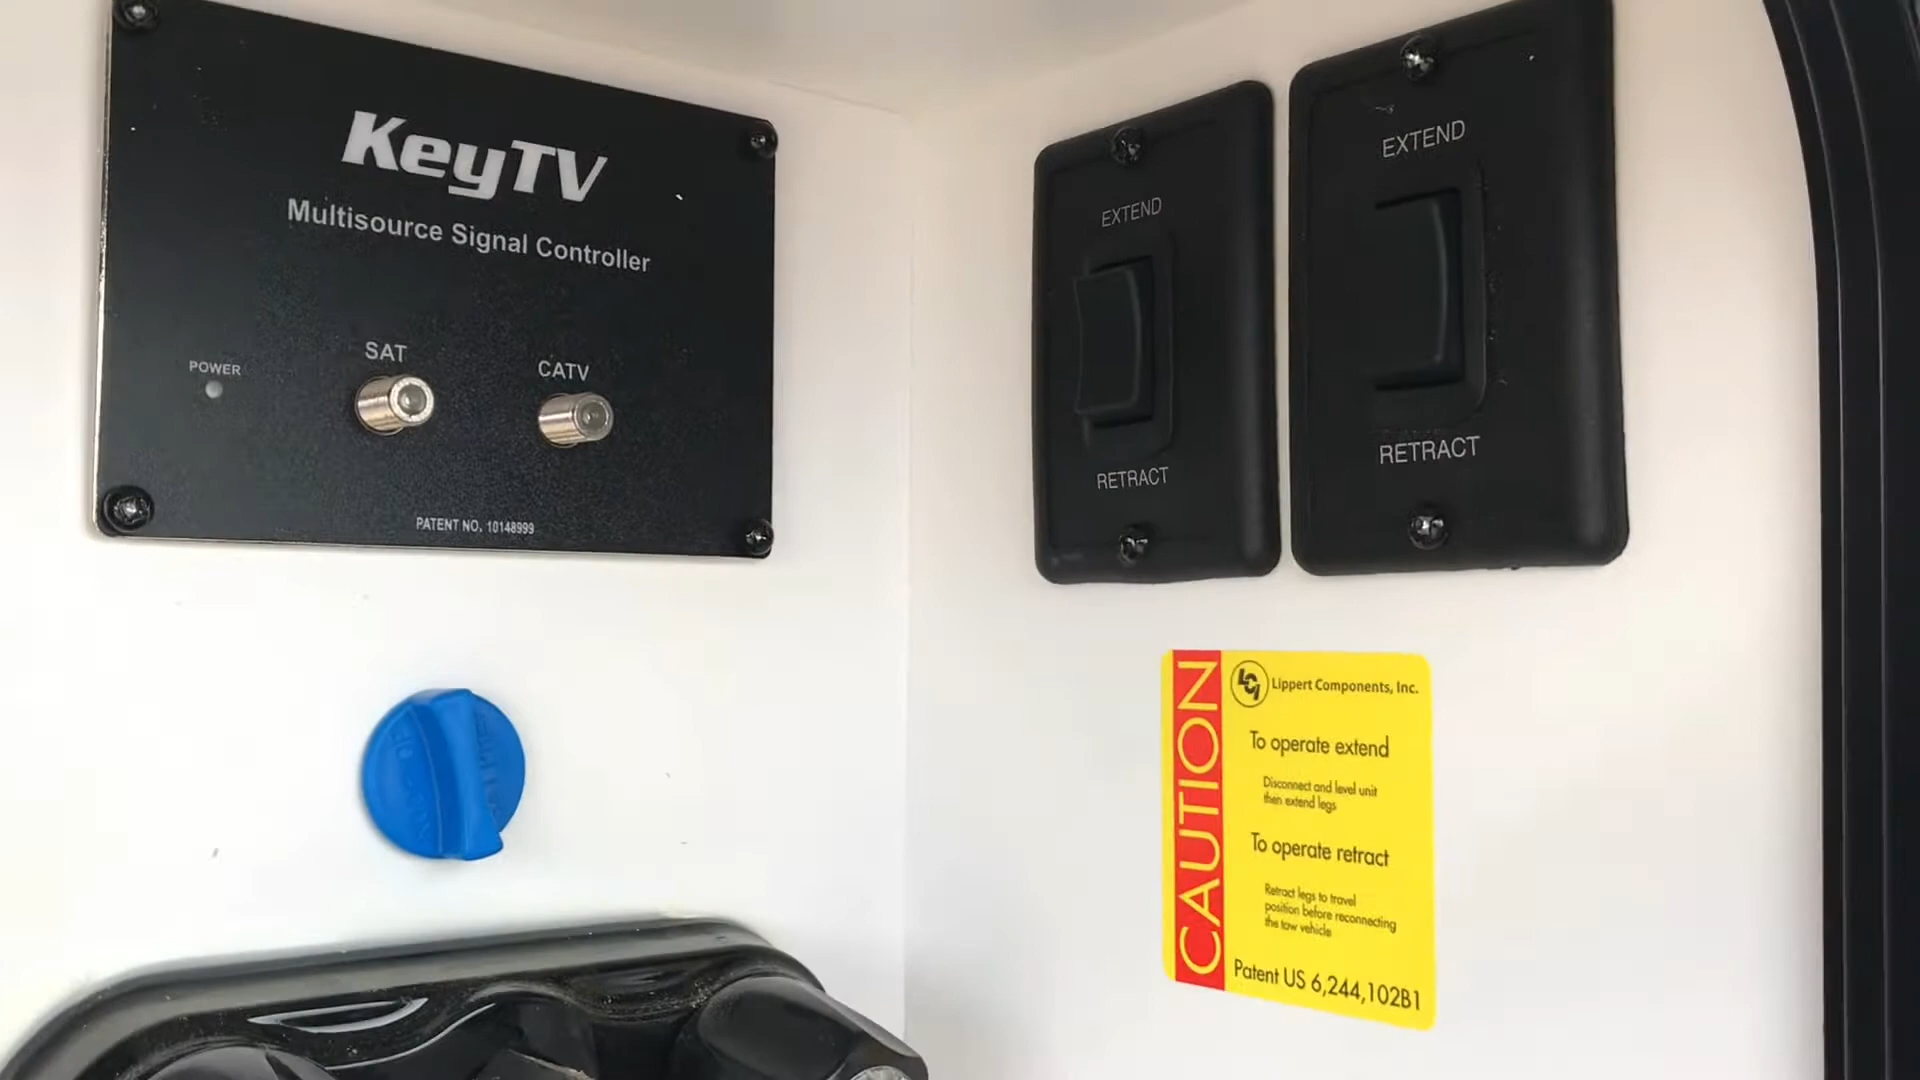 KeyTV
Multisource Signal Controller
POWER
SAT
CATV
PATENT NO. 10148999
EXTEND
RETRACT
EXTEND
RETRACT
CAUTION
LCI
Lippert Components, Inc.
To operate extend
Disconnect and level unit
then extend legs
To operate retract
Retract legs to travel
position before reconnecting
the tow vehicle
Patent US 6,244,102B1